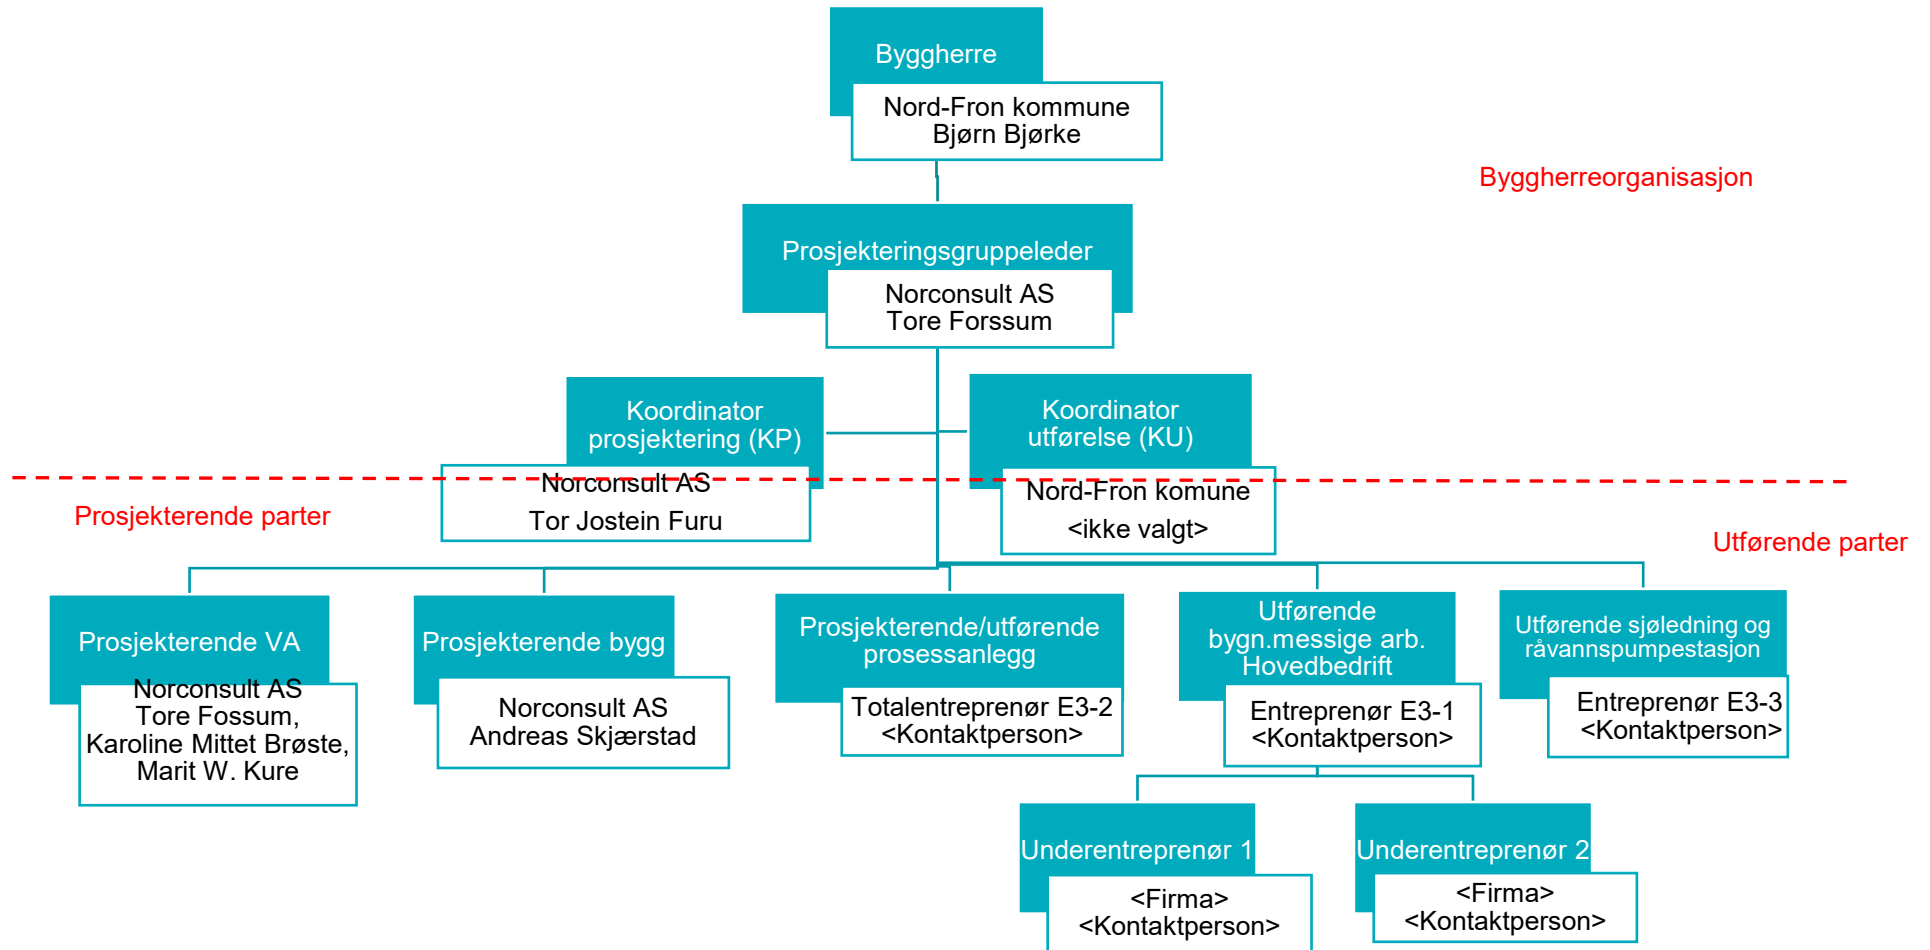 Byggherre
Nord-Fron kommune
Bjørn Bjørke
Byggherreorganisasjon
Prosjekteringsgruppeleder
Norconsult AS
Tore Forssum
Koordinator
prosjektering (KP)
Norconsult AS
Tor Jostein Furu
Koordinator
utførelse (KU)
Nord-Fron komune
<ikke valgt>
Prosjekterende parter
Utførende parter
Prosjekterende VA
Norconsult AS
Tore Fossum,
Karoline Mittet Brøste,
Marit W. Kure
Prosjekterende bygg
Norconsult AS
Andreas Skjærstad
Prosjekterende/utførende
prosessanlegg
Totalentreprenør E3-2
<Kontaktperson>
Utførende
bygn.messige arb.
Hovedbedrift
Entreprenør E3-1
<Kontaktperson>
Utførende sjøledning og
råvannspumpestasjon
Entreprenør E3-3
<Kontaktperson>
Underentreprenør 1
<Firma>
<Kontaktperson>
Underentreprenør 2
<Firma>
<Kontaktperson>